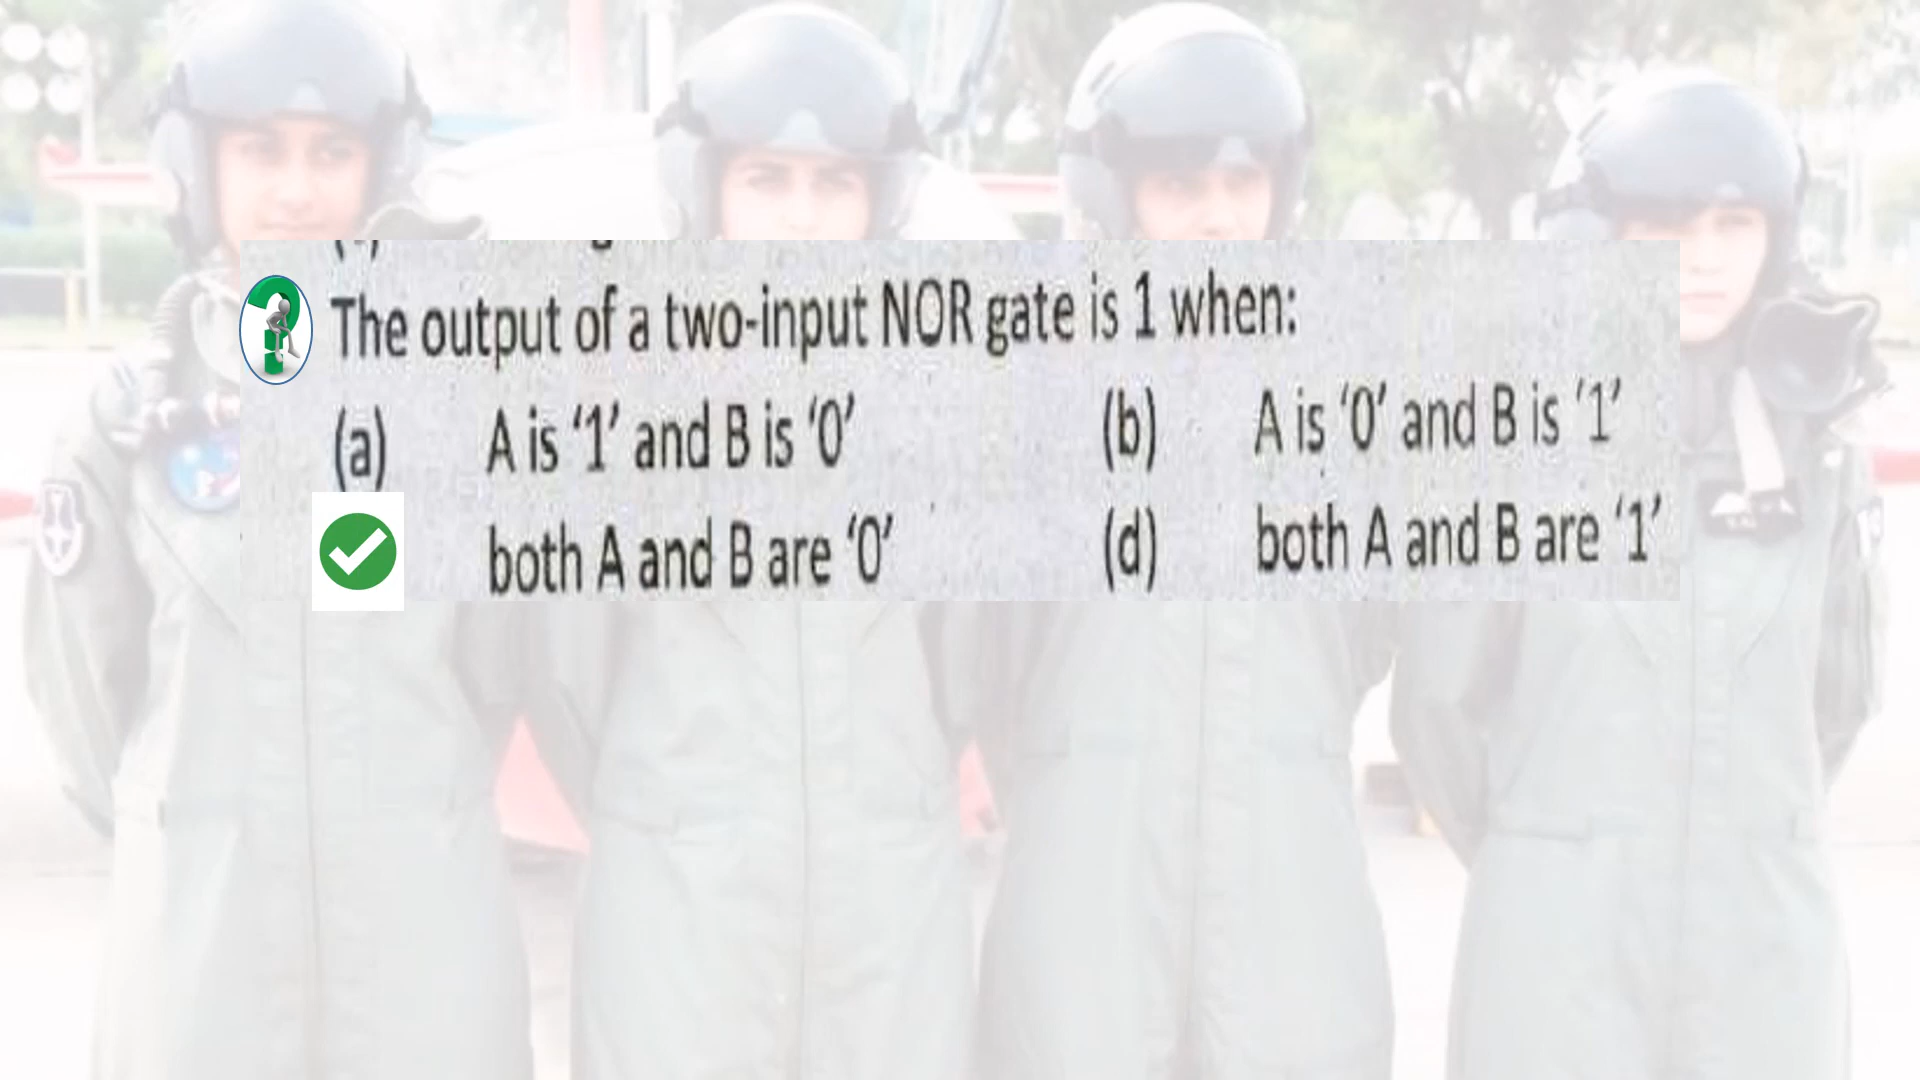 The output of a two-input NOR gate is 1 when:
(a) A is ‘1’ and B is ‘0’ (b) A is ‘0’ and B is ‘1’
both A and B are ‘0’ (d) both A and B are ‘1’